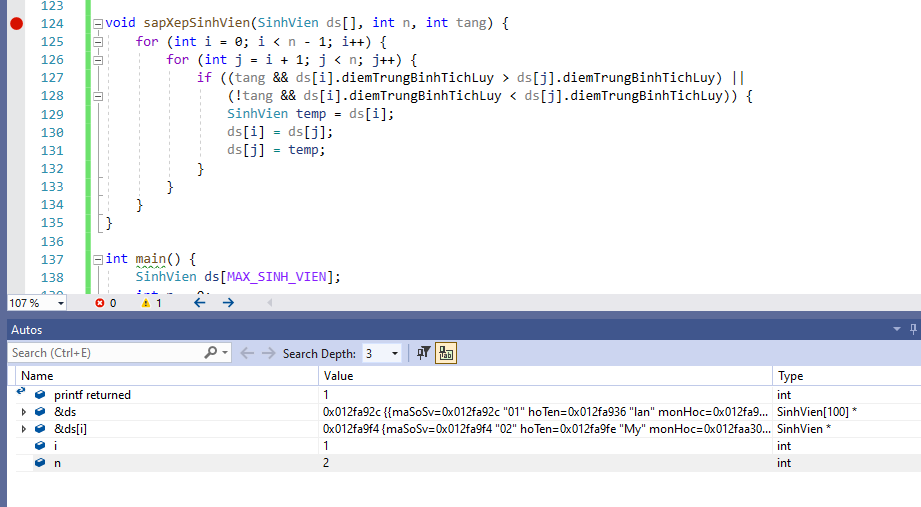 123
124 void sapXepSinhVien(SinhVien ds[], int n, int tang) {
125 for (int i = 0; i < n - 1; i++) {
126 for (int j = i + 1; j < n; j++) {
127 if ((tang && ds[i].diemTrungBinhTichLuy > ds[j].diemTrungBinhTichLuy) ||
128 (!tang && ds[i].diemTrungBinhTichLuy < ds[j].diemTrungBinhTichLuy)) {
129 SinhVien temp = ds[i];
130 ds[i] = ds[j];
131 ds[j] = temp;
132 }
133 }
134 }
135 }
136
137 int main() {
138 SinhVien ds[MAX_SINH_VIEN];
107 % 0 1
Autos
Search (Ctrl+E) Search Depth: 3
Name Value Type
printf returned 1 int
&ds 0x012fa92c {{maSoSv=0x012fa92c "01" hoTen=0x012fa936 "lan" monHoc=0x012fa9... SinhVien[100] *
&ds[i] 0x012fa9f4 {maSoSv=0x012fa9f4 "02" hoTen=0x012fa9fe "My" monHoc=0x012faa30... SinhVien *
i 1 int
n 2 int